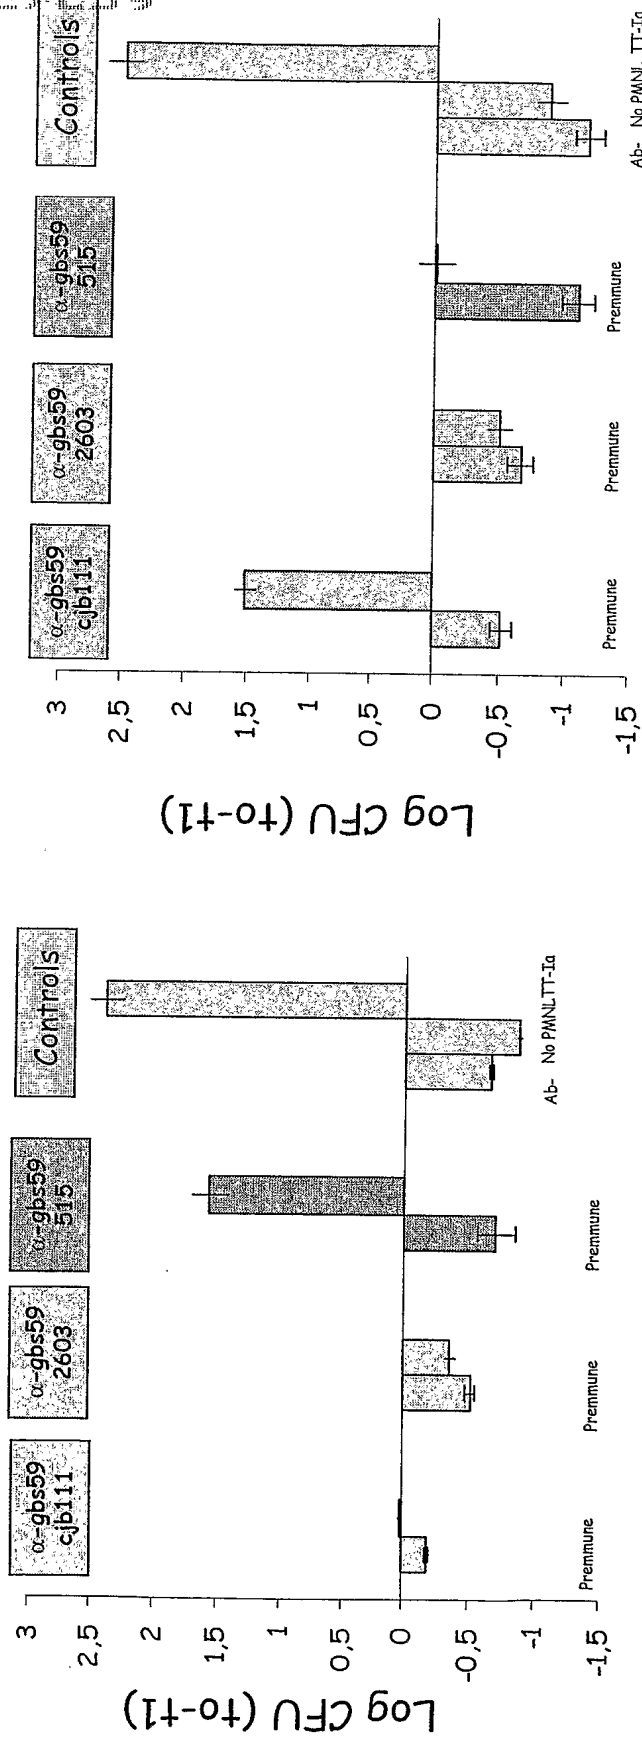 Log CFU (to-t1)
3
2,5
2
1,5
1
0,5
0
-0,5
-1
-1,5
α-gbs59
cjb111
α-gbs59
2603
α-gbs59
515
Controls
Premmune
Premmune
Premmune
Ab- No PMNLTT-Ia
Log CFU (to-t1)
3
2,5
2
1,5
1
0,5
0
-0,5
-1
-1,5
α-gbs59
cjb111
α-gbs59
2603
α-gbs59
515
Controls
Premmune
Premmune
Premmune
Ab- No PMNL TT-Ia